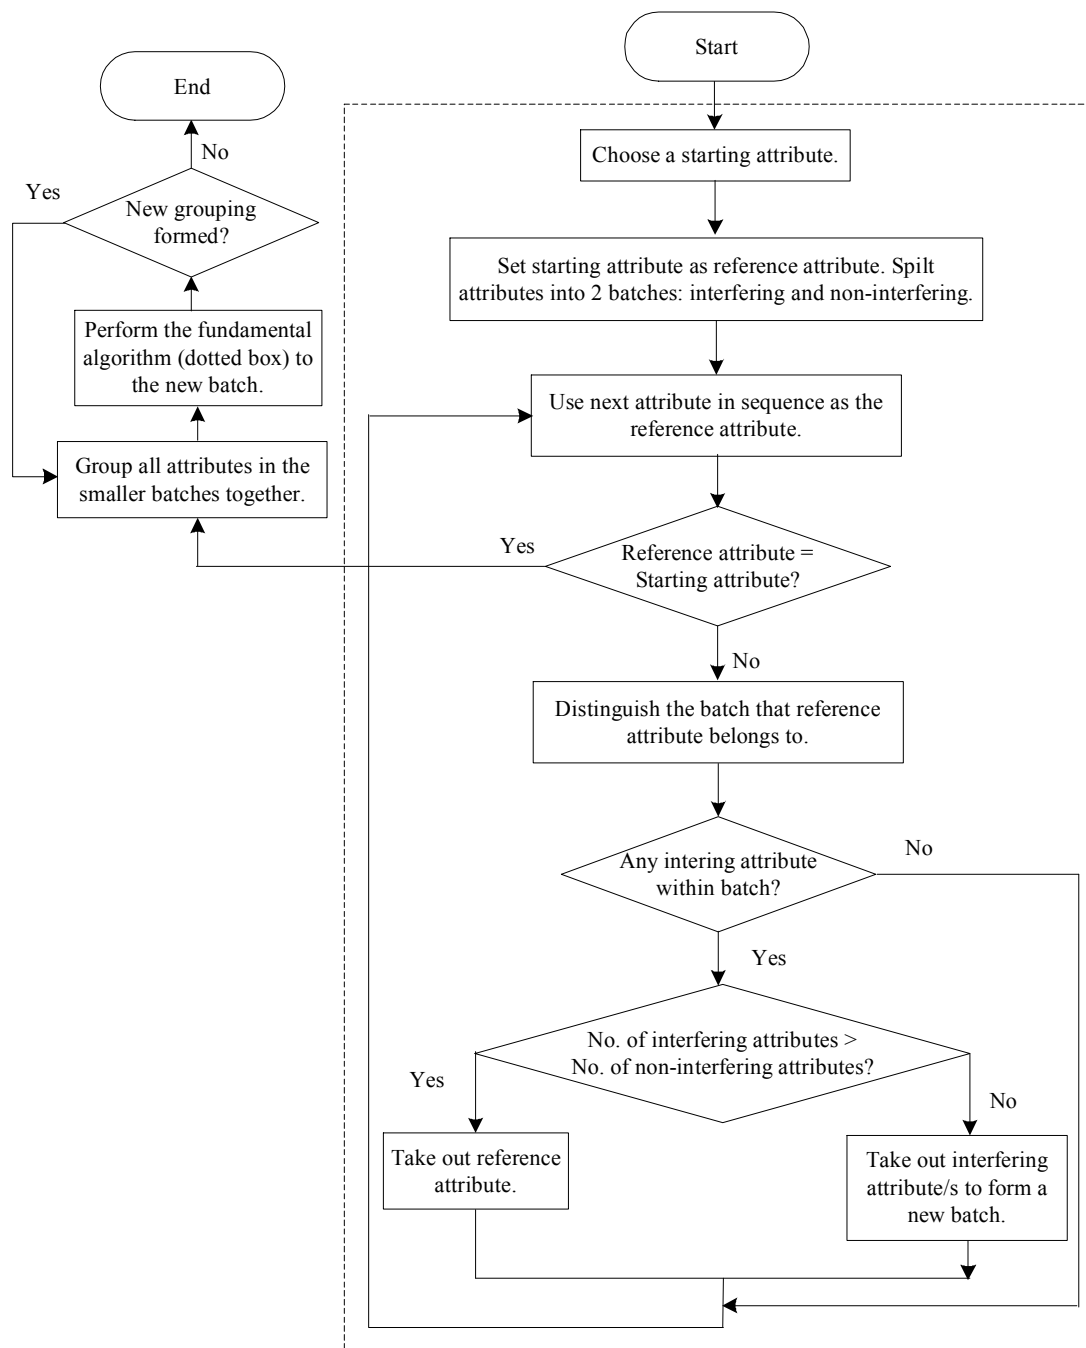 Start
End
Choose a starting attribute.
No
Yes
New grouping
formed?
Set starting attribute as reference attribute. Spilt
attributes into 2 batches: interfering and non-interfering.
Perform the fundamental
algorithm (dotted box) to
the new batch.
Use next attribute in sequence as the
reference attribute.
Group all attributes in the
smaller batches together.
Yes
Reference attribute =
Starting attribute?
No
Distinguish the batch that reference
attribute belongs to.
Any intering attribute
within batch?
No
Yes
No. of interfering attributes >
No. of non-interfering attributes?
Yes
No
Take out reference
attribute.
Take out interfering
attribute/s to form a
new batch.